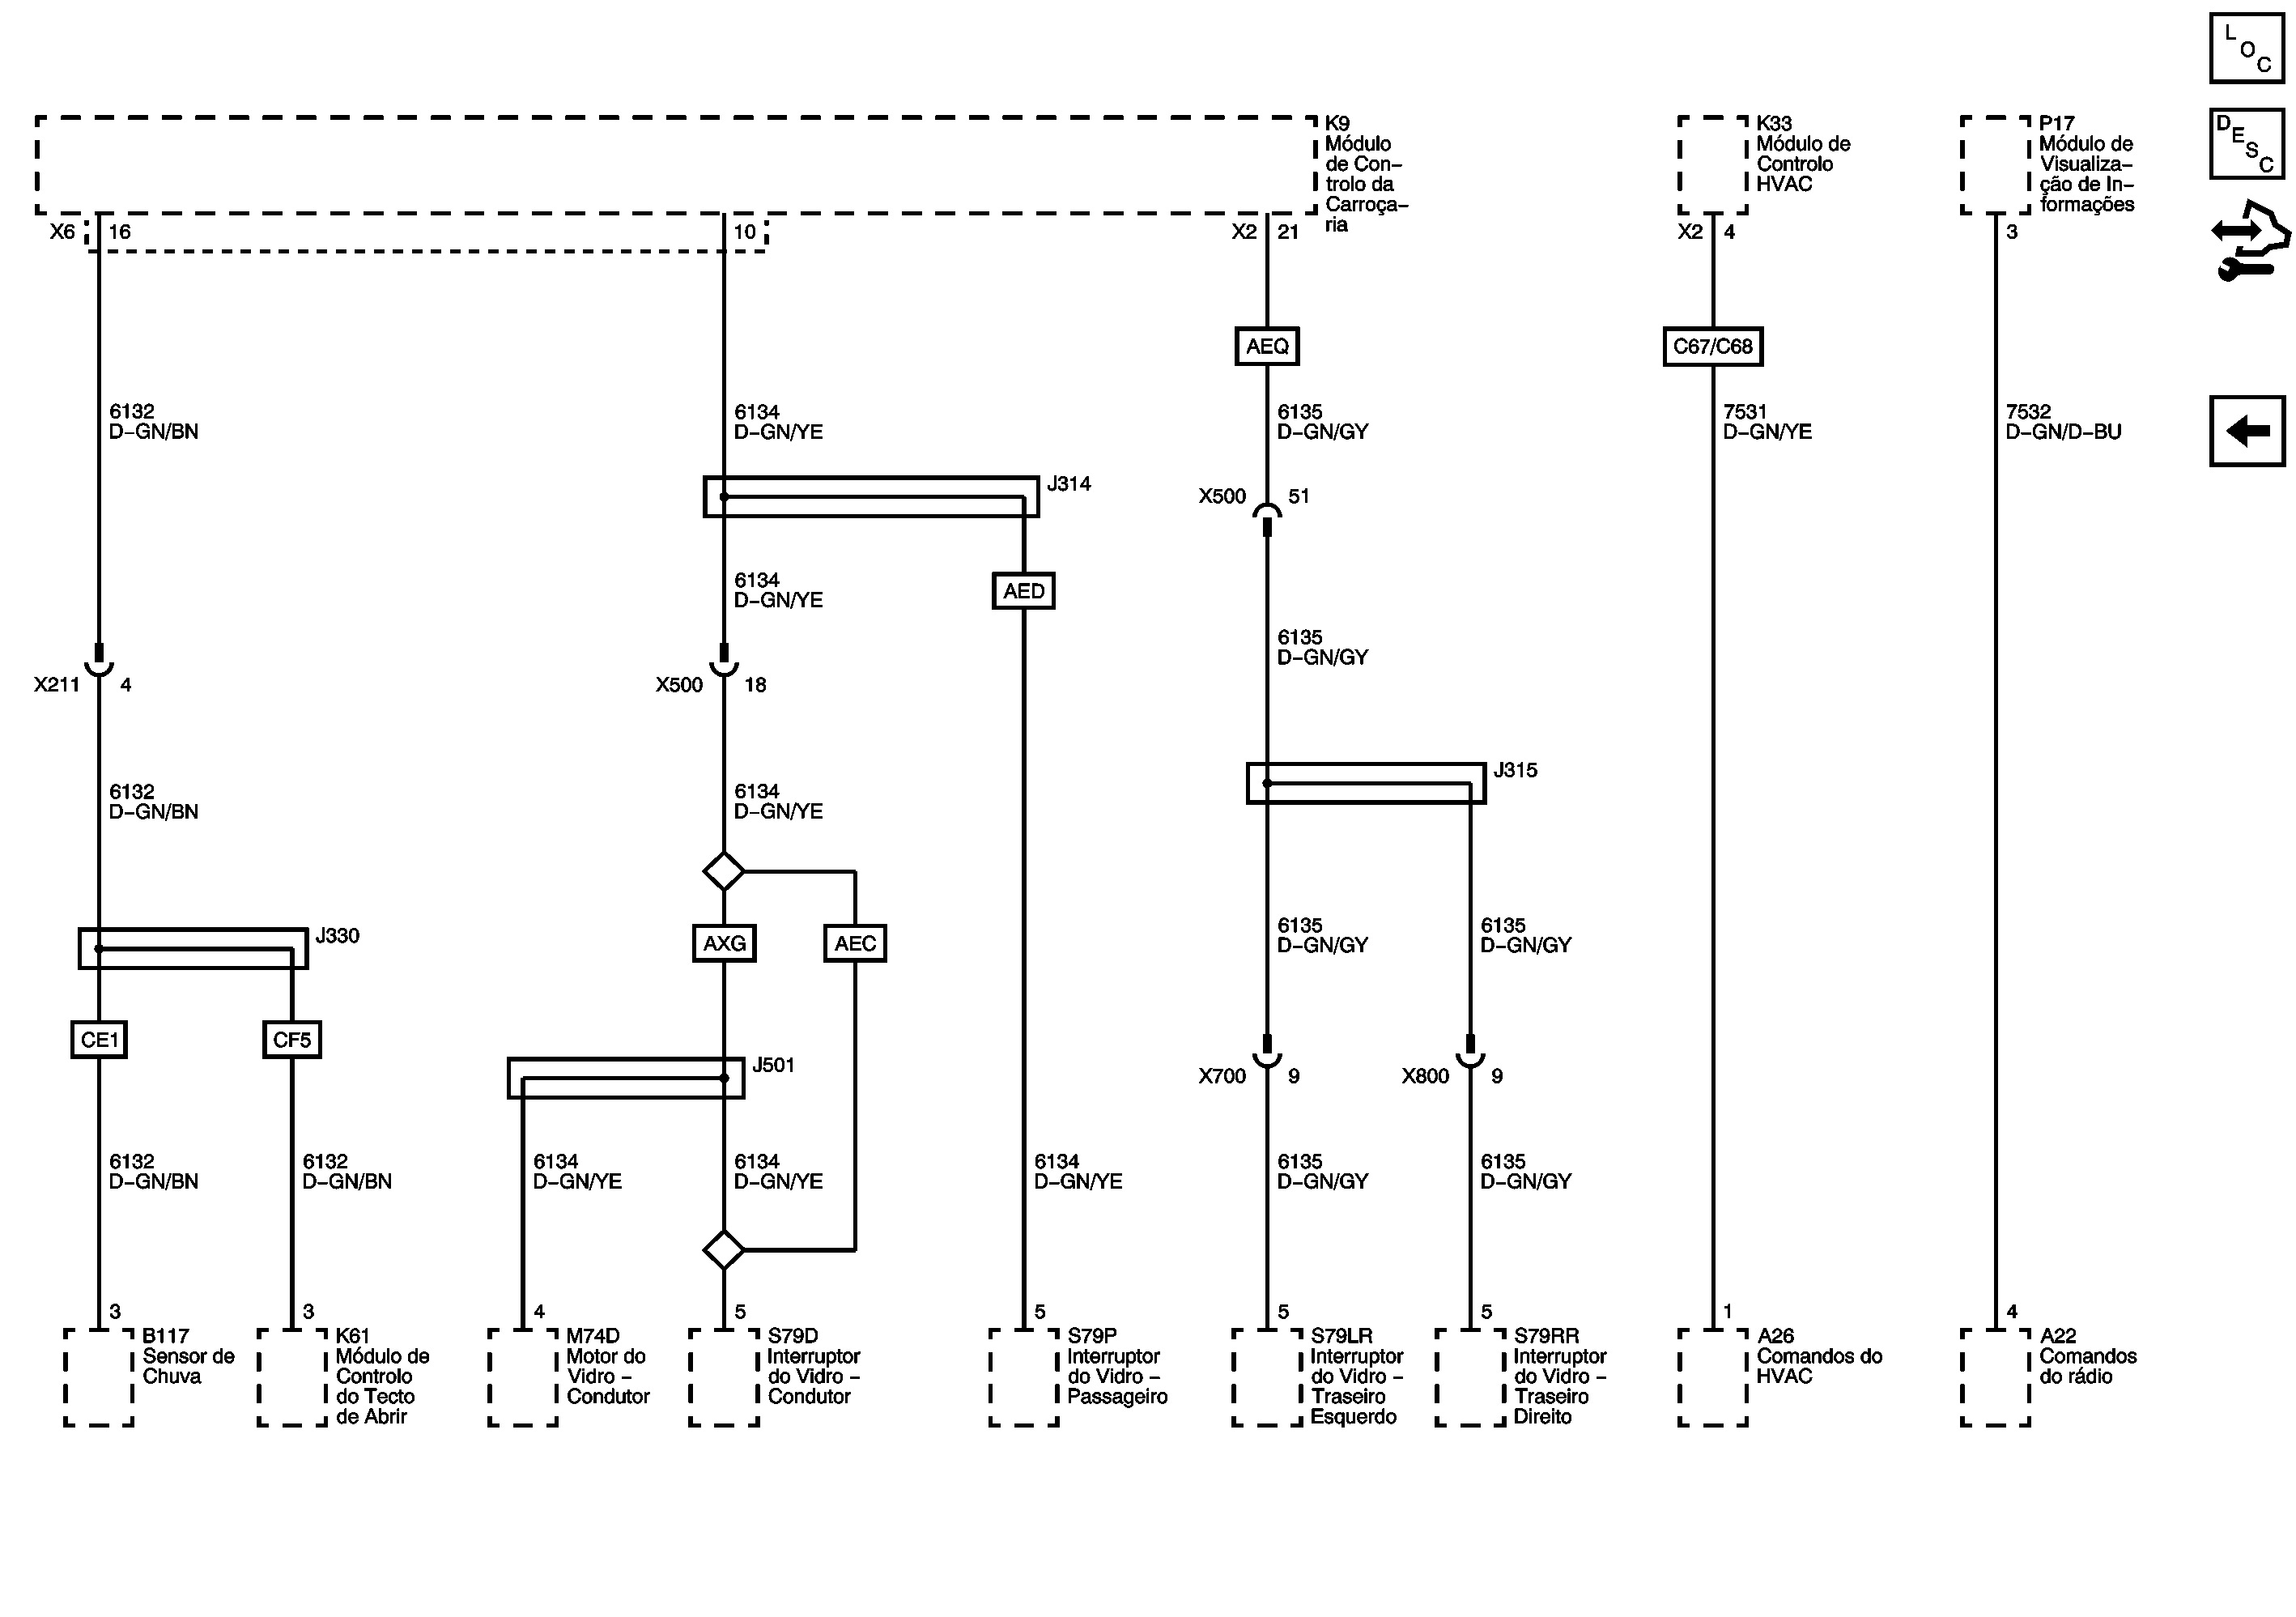 L
O
C
D
E
S
C
K9
Módulo
de Con–
trolo da
Carroça–
ria
K33
Módulo de
Controlo
HVAC
P17
Módulo de
Visualiza–
ção de In–
formações
X6 16
10
X2 21
X2 4
3
AEQ
C67/C68
6132
D–GN/BN
6134
D–GN/YE
6135
D–GN/GY
7531
D–GN/YE
7532
D–GN/D–BU
J314
X500 51
6134
D–GN/YE
AED
6135
D–GN/GY
X211 4
X500 18
J315
6132
D–GN/BN
6134
D–GN/YE
J330
AXG
AEC
6135
D–GN/GY
6135
D–GN/GY
CE1
CF5
J501
X700 9
X800 9
6132
D–GN/BN
6132
D–GN/BN
6134
D–GN/YE
6134
D–GN/YE
6134
D–GN/YE
6135
D–GN/GY
6135
D–GN/GY
3
3
4
5
5
5
5
1
4
B117
Sensor de
Chuva
K61
Módulo de
Controlo
do Tecto
de Abrir
M74D
Motor do
Vidro –
Condutor
S79D
Interruptor
do Vidro –
Condutor
S79P
Interruptor
do Vidro –
Passageiro
S79LR
Interruptor
do Vidro –
Traseiro
Esquerdo
S79RR
Interruptor
do Vidro –
Traseiro
Direito
A26
Comandos do
HVAC
A22
Comandos
do rádio